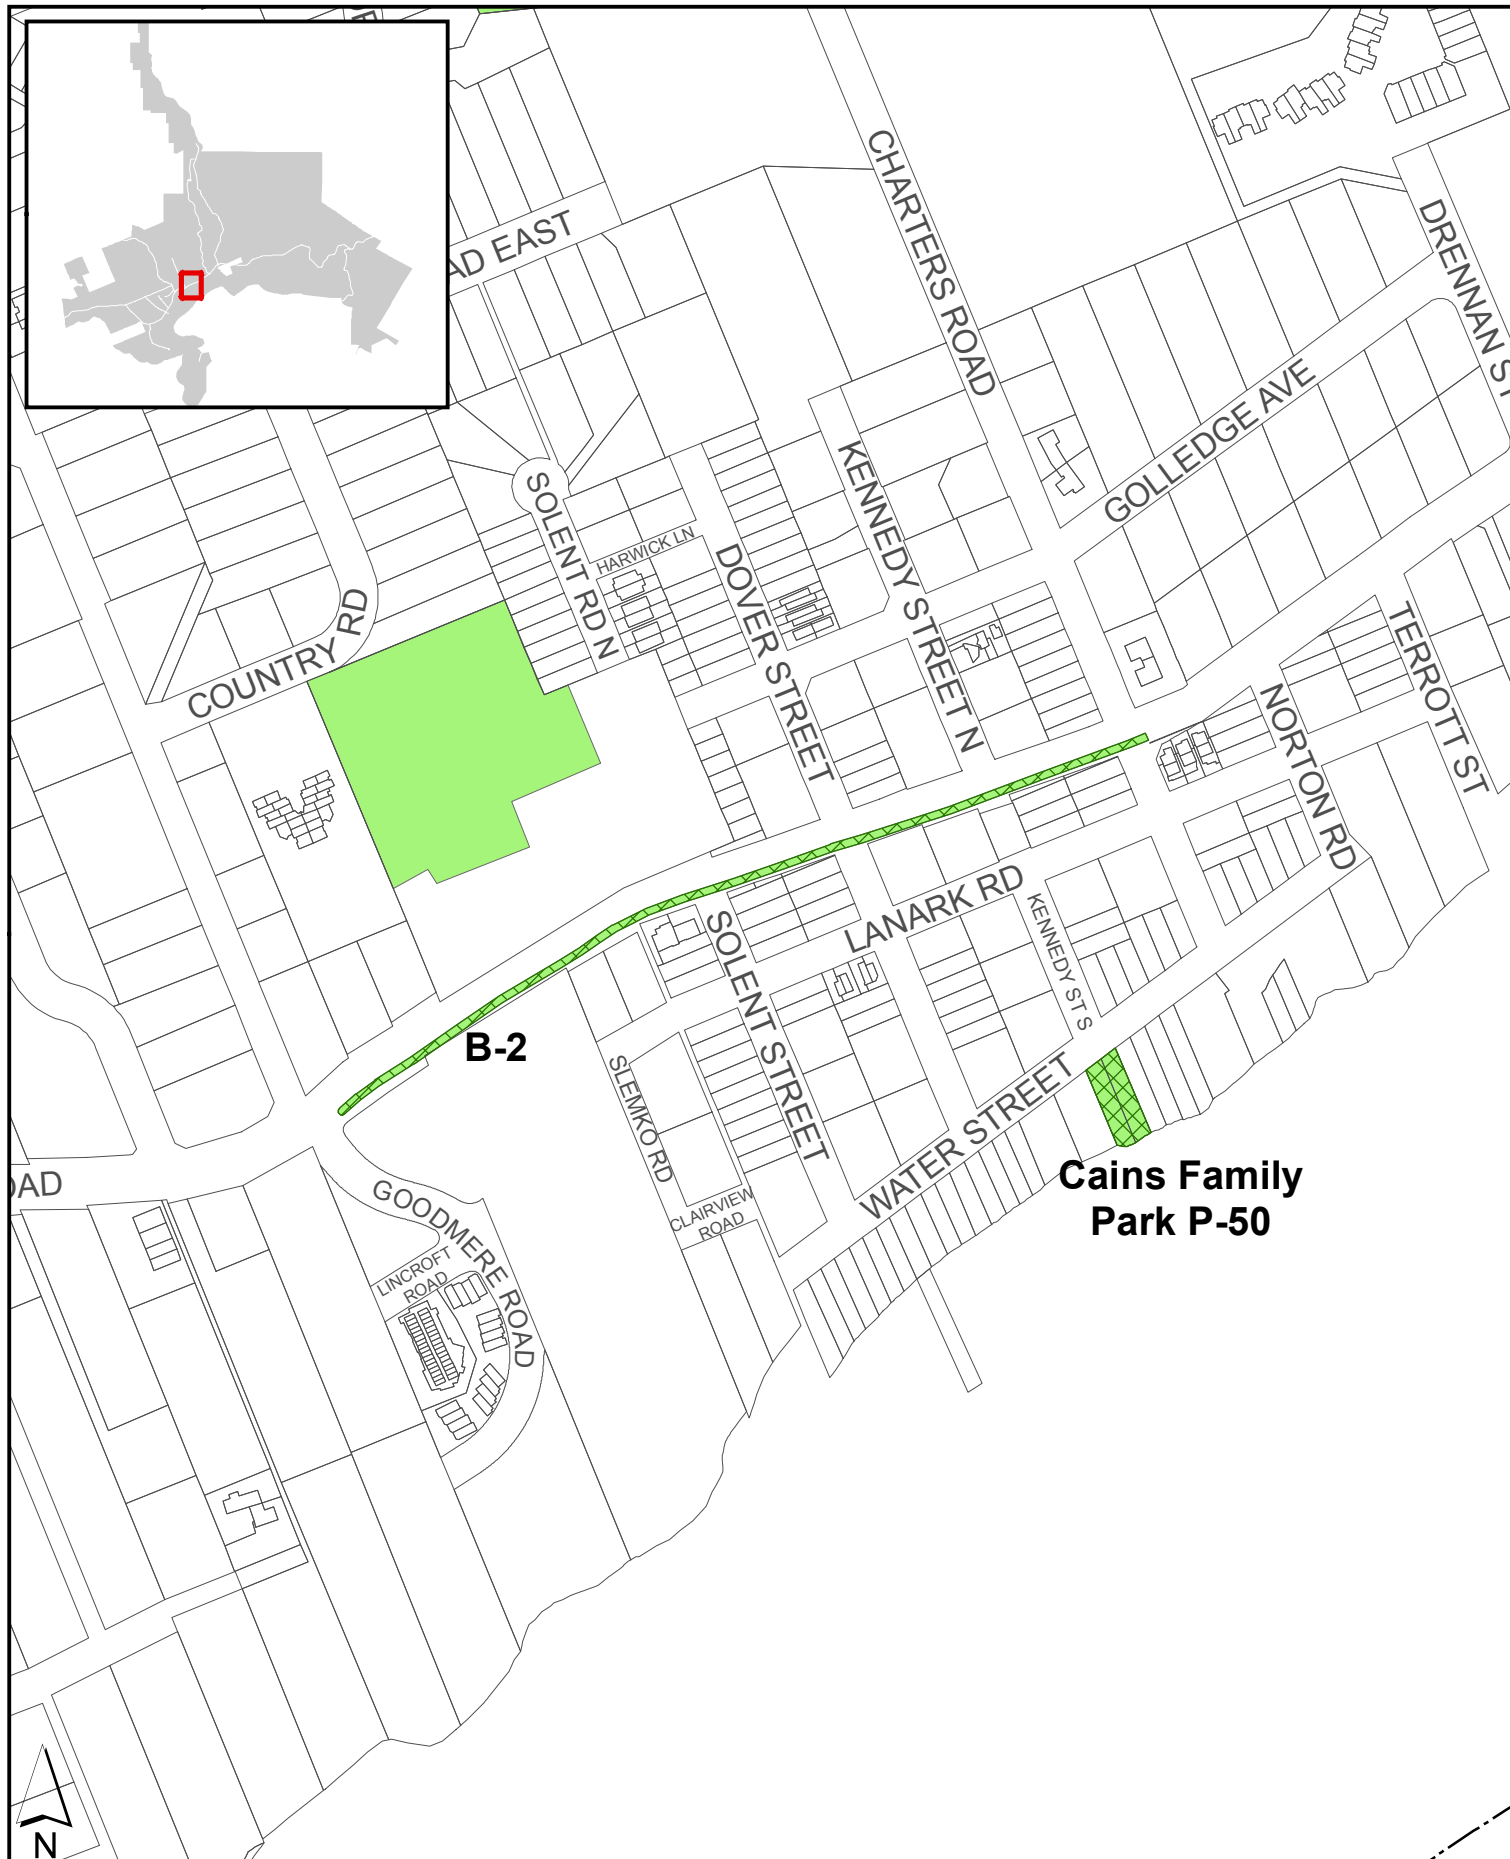 AD EAST
CHARTERS ROAD
DRENNAN ST
GOLLEDGE AVE
KENNEDY STREET N
SOLENT RD N
HARWICK LN
DOVER STREET
COUNTRY RD
TERROTT ST
NORTON RD
LANARK RD
KENNEDY ST S
SOLENT STREET
B-2
SLEMKO RD
WATER STREET
Cains Family
Park P-50
OAD
GOODMERE ROAD
CLAIRVIEW
ROAD
LINCROFT
ROAD
N